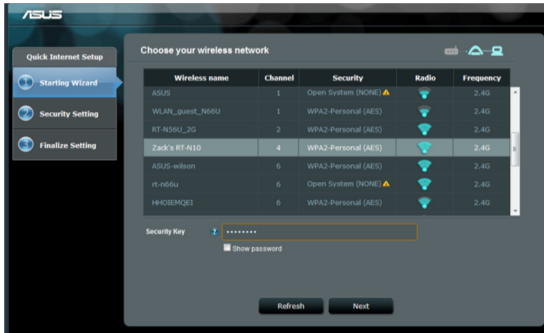 ASUS
Quick Internet Setup
1 Starting Wizard
2 Security Setting
3 Finalize Setting
Choose your wireless network
Wireless name Channel Security Radio Frequency
ASUS 1 Open System (NONE) 2.4G
WLAN_guest_N66U 1 WPA2-Personal (AES) 2.4G
RT-N56U_2G 2 WPA2-Personal (AES) 2.4G
Zack's RT-N10 4 WPA2-Personal (AES) 2.4G
ASUS-wilson 6 WPA2-Personal (AES) 2.4G
rt-n66u 6 Open System (NONE) 2.4G
HHOIEMQEI 6 WPA2-Personal (AES) 2.4G
Security Key ? ••••••••
Show password
Refresh Next